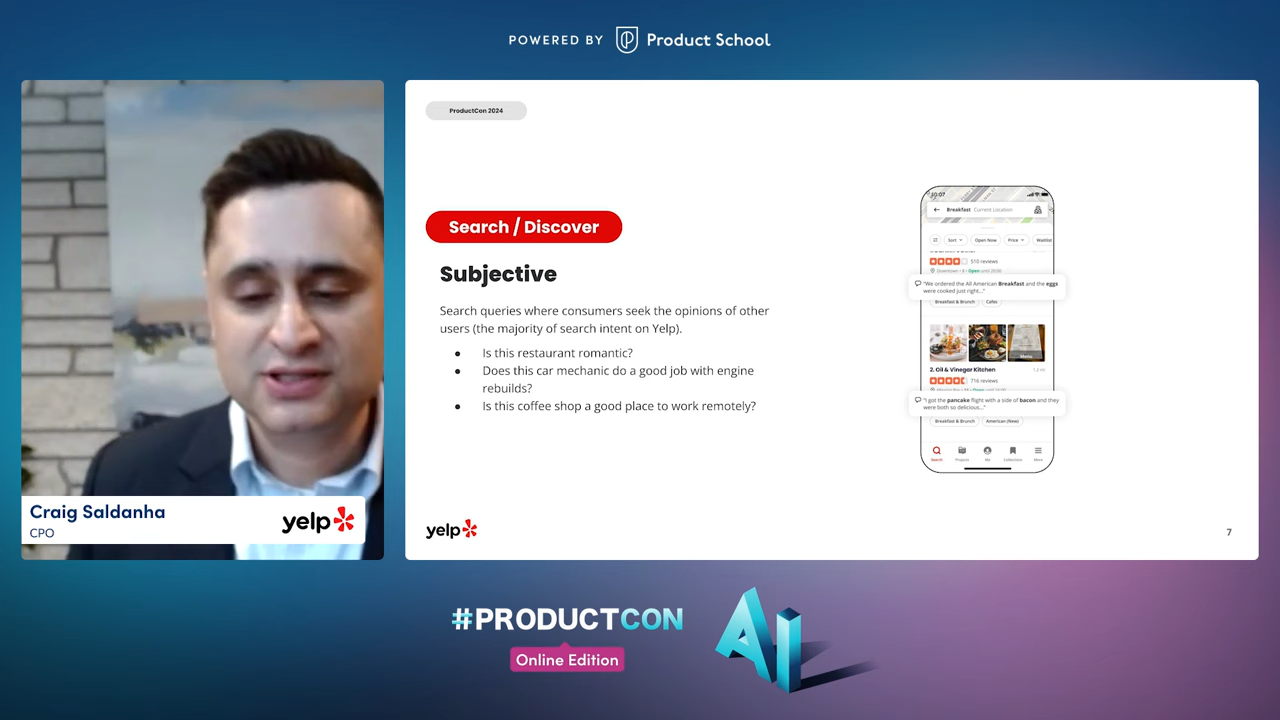 POWERED BY Product School
ProductCon 2024
Search / Discover
Subjective
Search queries where consumers seek the opinions of other
users (the majority of search intent on Yelp).
● Is this restaurant romantic?
● Does this car mechanic do a good job with engine
rebuilds?
● Is this coffee shop a good place to work remotely?
yelp
7
Breakfast Current Location
Sort
Open Now
Price
Waitlist
510 reviews
"We ordered the All American Breakfast and the eggs
were cooked just right..."
Breakfast & Brunch
Cafes
Menu
2. Oil & Vinegar Kitchen
716 reviews
"I got the pancake flight with a side of bacon and they
were both so delicious..."
Breakfast & Brunch
American (New)
Search
Projects
Me
Collections
More
Craig Saldanha
CPO
yelp
#PRODUCTCON
Online Edition
AI